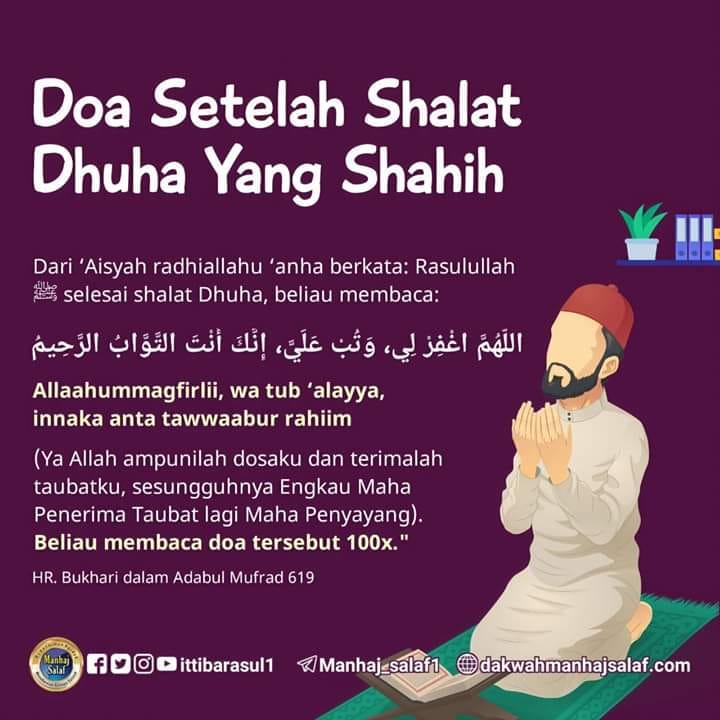 Doa Setelah Shalat
Dhuha Yang Shahih
Dari ‘Aisyah radhiallahu ‘anha berkata: Rasulullah
ﷺ selesai shalat Dhuha, beliau membaca:
اللَّهُمَّ اغْفِرْ لِي، وَتُبْ عَلَيَّ، إِنَّكَ أَنْتَ التَّوَّابُ الرَّحِيمُ
Allaahummagfirlii, wa tub ‘alayya,
innaka anta tawwaabur rahiim
(Ya Allah ampunilah dosaku dan terimalah
taubatku, sesungguhnya Engkau Maha
Penerima Taubat lagi Maha Penyayang).
Beliau membaca doa tersebut 100x."
HR. Bukhari dalam Adabul Mufrad 619
Manhaj
Salaf
ittibarasul1 Manhaj_salaf1 dakwahmanhajsalaf.com